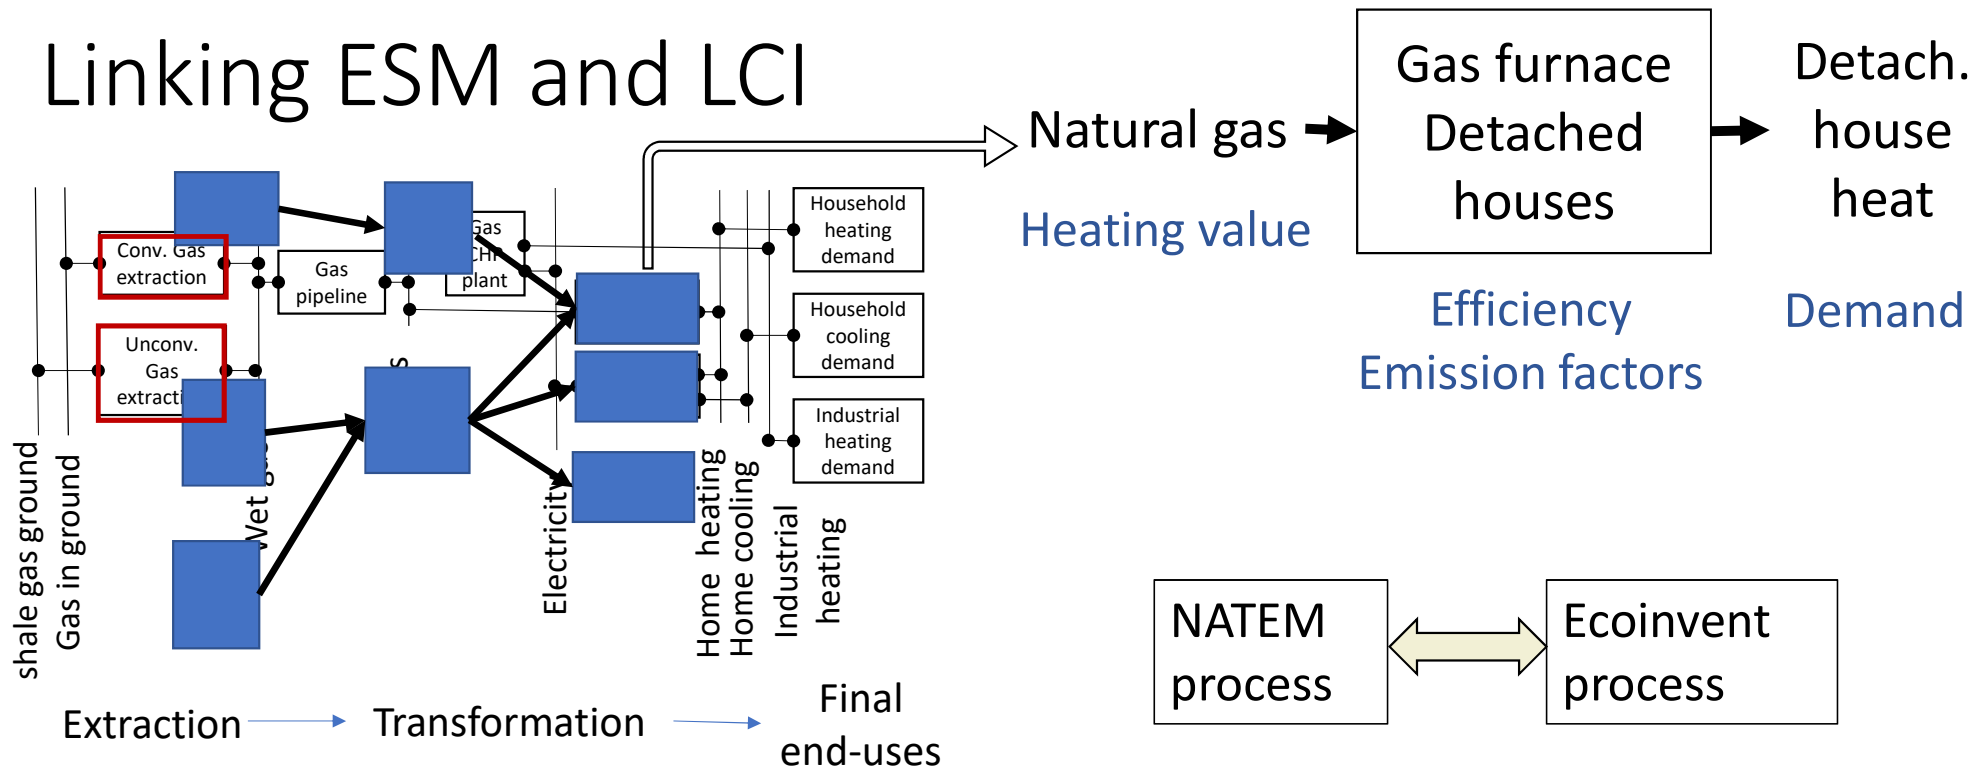 Linking ESM and LCI
Natural gas
Heating value
Gas furnace
Detached
houses
Efficiency
Emission factors
Detach.
house
heat
Demand
Conv. Gas
extraction
Unconv.
Gas
Gas
pipeline
Gas
CHP
plant
Household
heating
demand
Household
cooling
demand
Industrial
heating
demand
shale gas ground
Gas in ground
Wet
Electricity
Home heating
Home cooling
Industrial
heating
Extraction
Transformation
Final
end-uses
NATEM
process
Ecoinvent
process